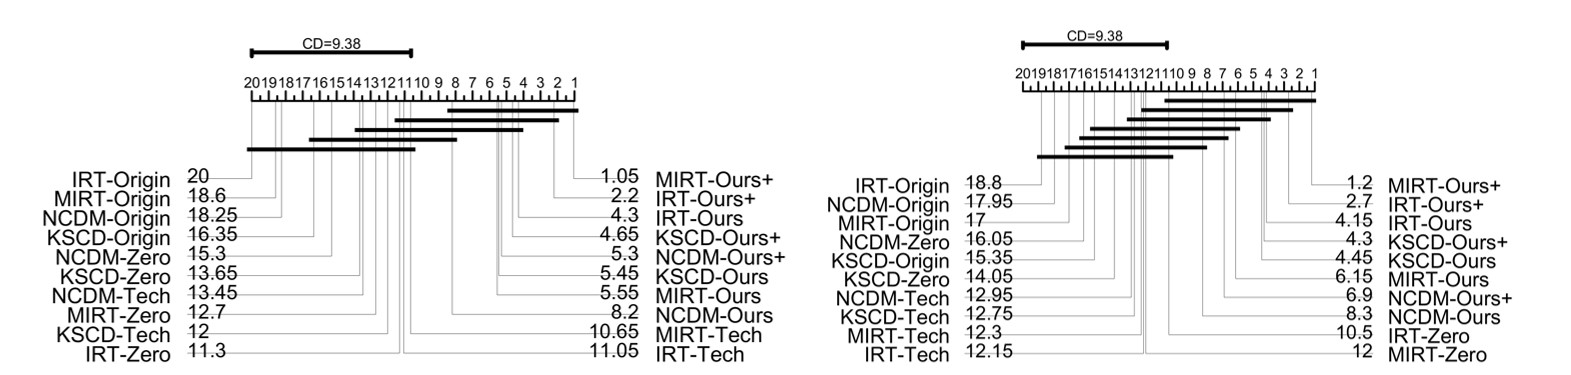 CD=9.38
20 19 18 17 16 15 14 13 12 11 10 9 8 7 6 5 4 3 2 1
IRT-Origin 20
MIRT-Origin 18.6
NCDM-Origin 18.25
KSCD-Origin 16.35
NCDM-Zero 15.3
KSCD-Zero 13.65
NCDM-Tech 13.45
MIRT-Zero 12.7
KSCD-Tech 12
IRT-Zero 11.3
1.05 MIRT-Ours+
2.2 IRT-Ours+
4.3 IRT-Ours
4.65 KSCD-Ours+
5.3 NCDM-Ours+
5.45 KSCD-Ours
5.55 MIRT-Ours
8.2 NCDM-Ours
10.65 MIRT-Tech
11.05 IRT-Tech
CD=9.38
20 19 18 17 16 15 14 13 12 11 10 9 8 7 6 5 4 3 2 1
IRT-Origin 18.8
NCDM-Origin 17.95
MIRT-Origin 17
NCDM-Zero 16.05
KSCD-Origin 15.35
KSCD-Zero 14.05
NCDM-Tech 12.95
KSCD-Tech 12.75
MIRT-Tech 12.3
IRT-Tech 12.15
1.2 MIRT-Ours+
2.7 IRT-Ours+
4.15 IRT-Ours
4.3 KSCD-Ours+
4.45 KSCD-Ours
6.15 MIRT-Ours
6.9 NCDM-Ours+
8.3 NCDM-Ours
10.5 IRT-Zero
12 MIRT-Zero